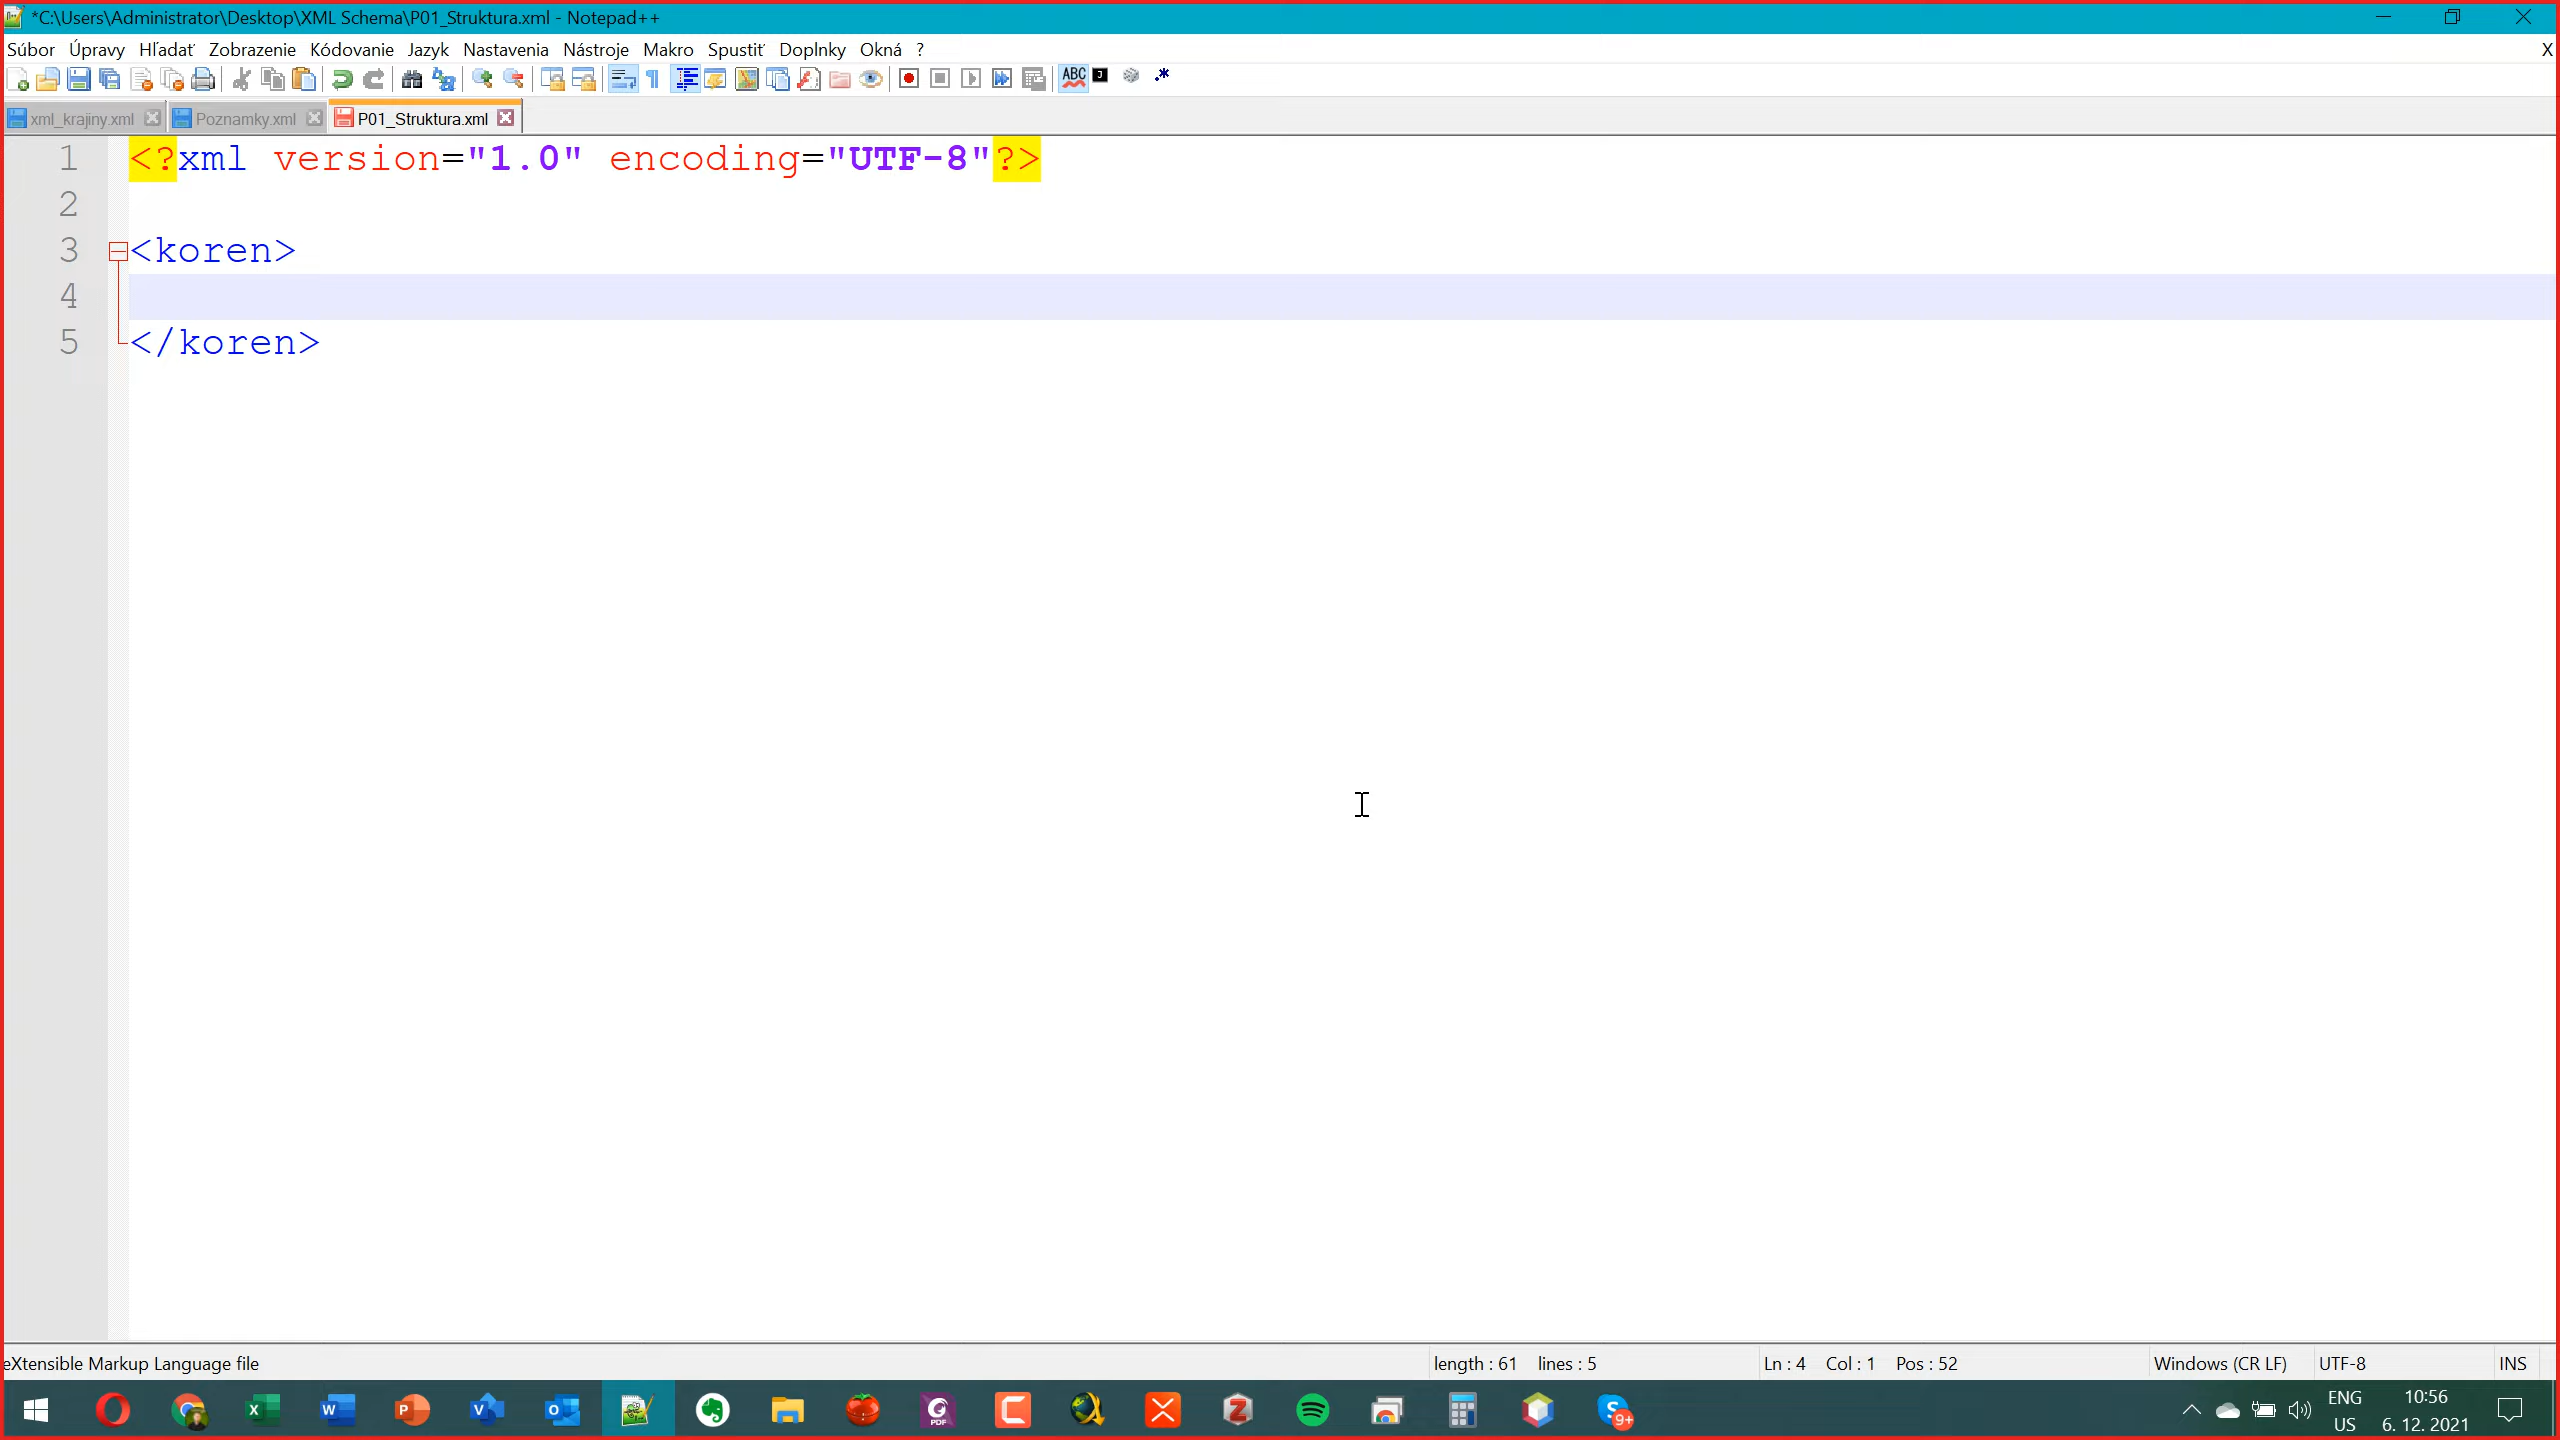 *C:\Users\Administrator\Desktop\XML Schema\P01_Struktura.xml - Notepad++
Súbor Úpravy Hľadať Zobrazenie Kódovanie Jazyk Nastavenia Nástroje Makro Spustiť Doplnky Okná ? X
ABC
xml_krajiny.xml Poznamky.xml P01_Struktura.xml
1 <?xml version="1.0" encoding="UTF-8"?>
2
3 <koren>
4
5 </koren>
eXtensible Markup Language file length : 61 lines : 5 Ln : 4 Col : 1 Pos : 52 Windows (CR LF) UTF-8 INS
ENG 10:56
US 6. 12. 2021
PDF
9+